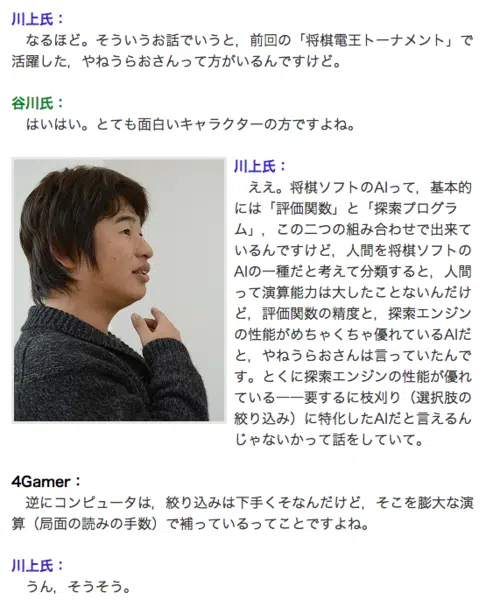 川上氏：
　なるほど。そういうお話でいうと，前回の「将棋電王トーナメント」で
活躍した，やねうらおさんって方がいるんですけど。
谷川氏：
　はいはい。とても面白いキャラクターの方ですよね。
川上氏：
　ええ。将棋ソフトのAIって，基本的
には「評価関数」と「探索プログラ
ム」，この二つの組み合わせで出来て
いるんですけど，人間を将棋ソフトの
AIの一種だと考えて分類すると，人間
って演算能力は大したことないんだけ
ど，評価関数の精度と，探索エンジン
の性能がめちゃくちゃ優れているAIだ
と，やねうらおさんは言っていたんで
す。とくに探索エンジンの性能が優れ
ている――要するに枝刈り（選択肢の
絞り込み）に特化したAIだと言えるん
じゃないかって話をしていて。
4Gamer：
　逆にコンピュータは，絞り込みは下手くそなんだけど，そこを膨大な演
算（局面の読みの手数）で補っているってことですよね。
川上氏：
　うん，そうそう。